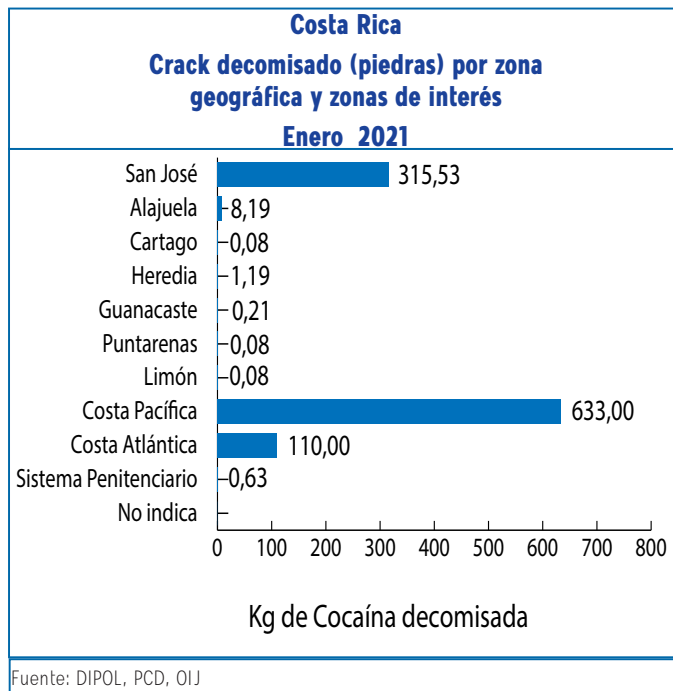 Costa Rica
Crack decomisado (piedras) por zona
geográfica y zonas de interés
Enero 2021
San José 315,53
Alajuela 8,19
Cartago 0,08
Heredia 1,19
Guanacaste 0,21
Puntarenas 0,08
Limón 0,08
Costa Pacífica 633,00
Costa Atlántica 110,00
Sistema Penitenciario 0,63
No indica
0 100 200 300 400 500 600 700 800
Kg de Cocaína decomisada
Fuente: DIPOL, PCD, OIJ